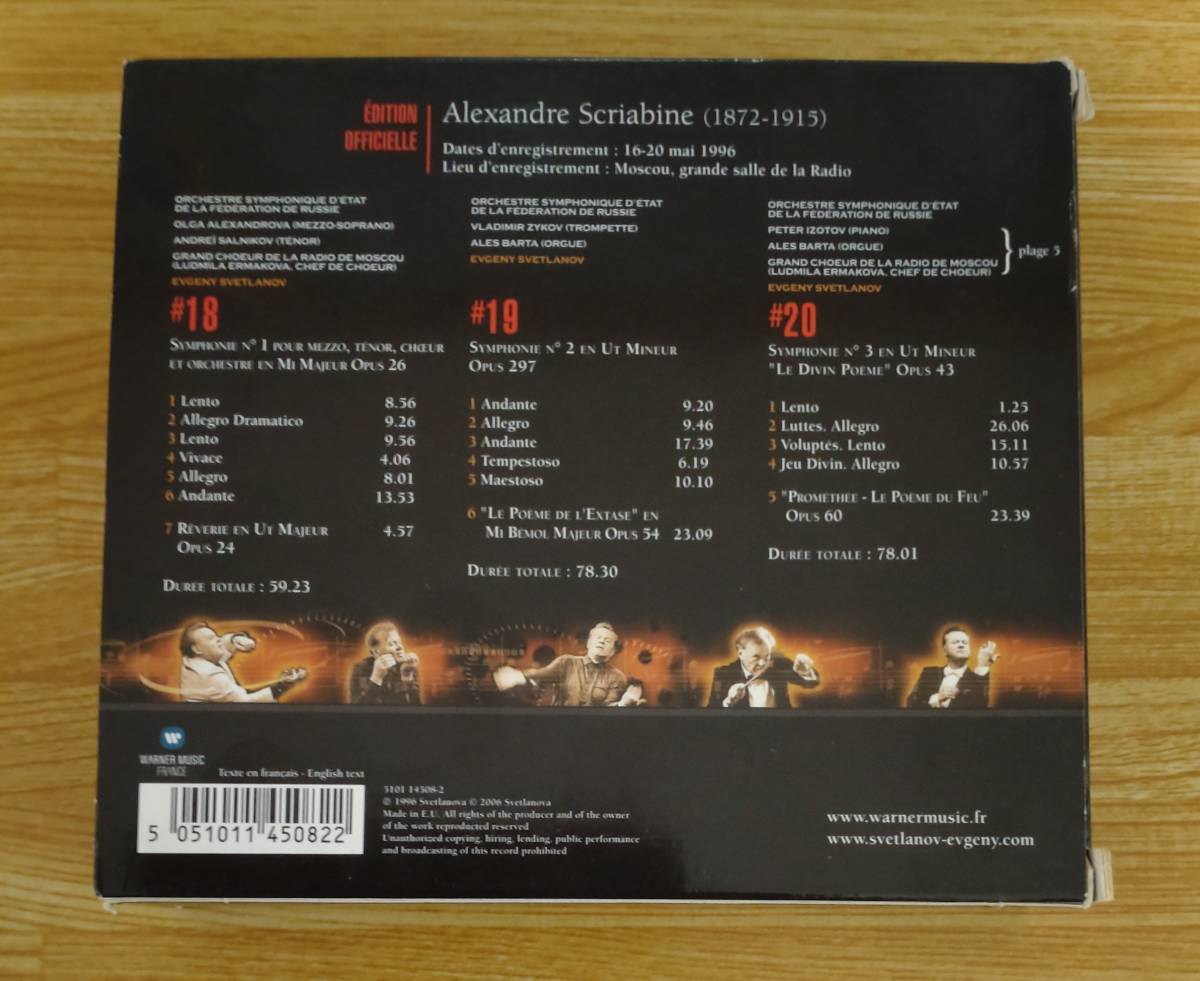 ÉDITION
OFFICIELLE
Alexandre Scriabine (1872-1915)
Dates d'enregistrement : 16-20 mai 1996
Lieu d'enregistrement : Moscou, grande salle de la Radio
ORCHESTRE SYMPHONIQUE D'ÉTAT
DE LA FÉDÉRATION DE RUSSIE
OLGA ALEXANDROVA (MEZZO-SOPRANO)
ANDREÏ SALNIKOV (TÉNOR)
GRAND CHOEUR DE LA RADIO DE MOSCOU
(LUDMILA ERMAKOVA, CHEF DE CHOEUR)
EVGENY SVETLANOV
#18
SYMPHONIE N° 1 POUR MEZZO, TÉNOR, CHŒUR
ET ORCHESTRE EN MI MAJEUR OPUS 26
1 Lento 8.56
2 Allegro Dramatico 9.26
3 Lento 9.56
4 Vivace 4.06
5 Allegro 8.01
6 Andante 13.53
7 RÊVERIE EN UT MAJEUR 4.57
OPUS 24
DURÉE TOTALE : 59.23
ORCHESTRE SYMPHONIQUE D'ÉTAT
DE LA FÉDÉRATION DE RUSSIE
VLADIMIR ZYKOV (TROMPETTE)
ALES BARTA (ORGUE)
EVGENY SVETLANOV
#19
SYMPHONIE N° 2 EN UT MINEUR
OPUS 297
1 Andante 9.20
2 Allegro 9.46
3 Andante 17.39
4 Tempestoso 6.19
5 Maestoso 10.10
6 "LE POÉME DE L'EXTASE" EN
MI BÉMOL MAJEUR OPUS 54 23.09
DURÉE TOTALE : 78.30
ORCHESTRE SYMPHONIQUE D'ÉTAT
DE LA FÉDÉRATION DE RUSSIE
PETER IZOTOV (PIANO)
ALES BARTA (ORGUE)
GRAND CHOEUR DE LA RADIO DE MOSCOU
(LUDMILA ERMAKOVA, CHEF DE CHOEUR)
} plage 5
EVGENY SVETLANOV
#20
SYMPHONIE N° 3 EN UT MINEUR
"LE DIVIN POÈME" OPUS 43
1 Lento 1.25
2 Luttes. Allegro 26.06
3 Voluptés. Lento 15.11
4 Jeu Divin. Allegro 10.57
5 "PROMÉTHÉE - LE POEME DU FEU"
OPUS 60 23.39
DURÉE TOTALE : 78.01
WARNER MUSIC
FRANCE
Texte en français - English text
5 051011 450822
5101 14508-2
℗ 1996 Svetlanova © 2006 Svetlanova
Made in E.U. All rights of the producer and of the owner
of the work reproduced reserved
Unauthorized copying, hiring, lending, public performance
and broadcasting of this record prohibited
www.warnermusic.fr
www.svetlanov-evgeny.com